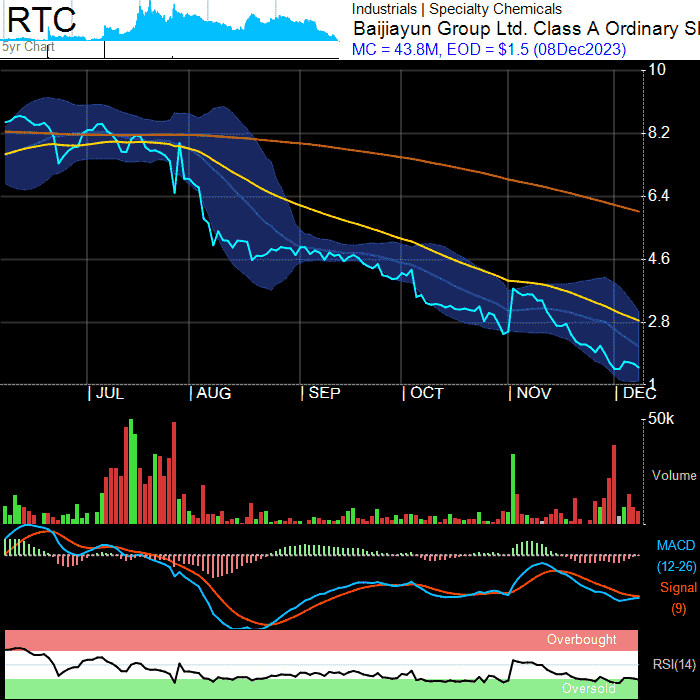 RTC
5yr Chart
Industrials | Specialty Chemicals
Baijiayun Group Ltd. Class A Ordinary S
MC = 43.8M, EOD = $1.5 (08Dec2023)
10
8.2
6.4
4.6
2.8
1
| JUL | AUG | SEP | OCT | NOV | DEC
50k
Volume
MACD
(12-26)
Signal
(9)
Overbought
RSI(14)
Oversold